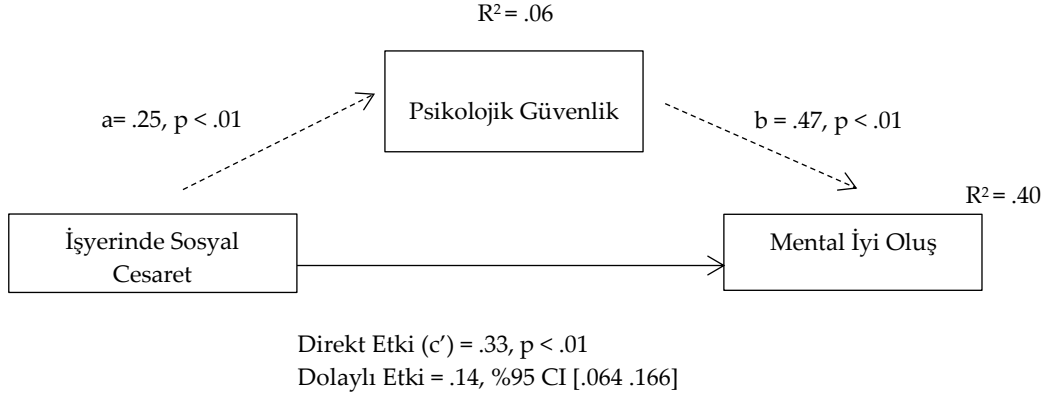 R² = .06
Psikolojik Güvenlik
a= .25, p < .01
b = .47, p < .01
R² = .40
İşyerinde Sosyal
Cesaret
Mental İyi Oluş
Direkt Etki (c’) = .33, p < .01
Dolaylı Etki = .14, %95 CI [.064 .166]